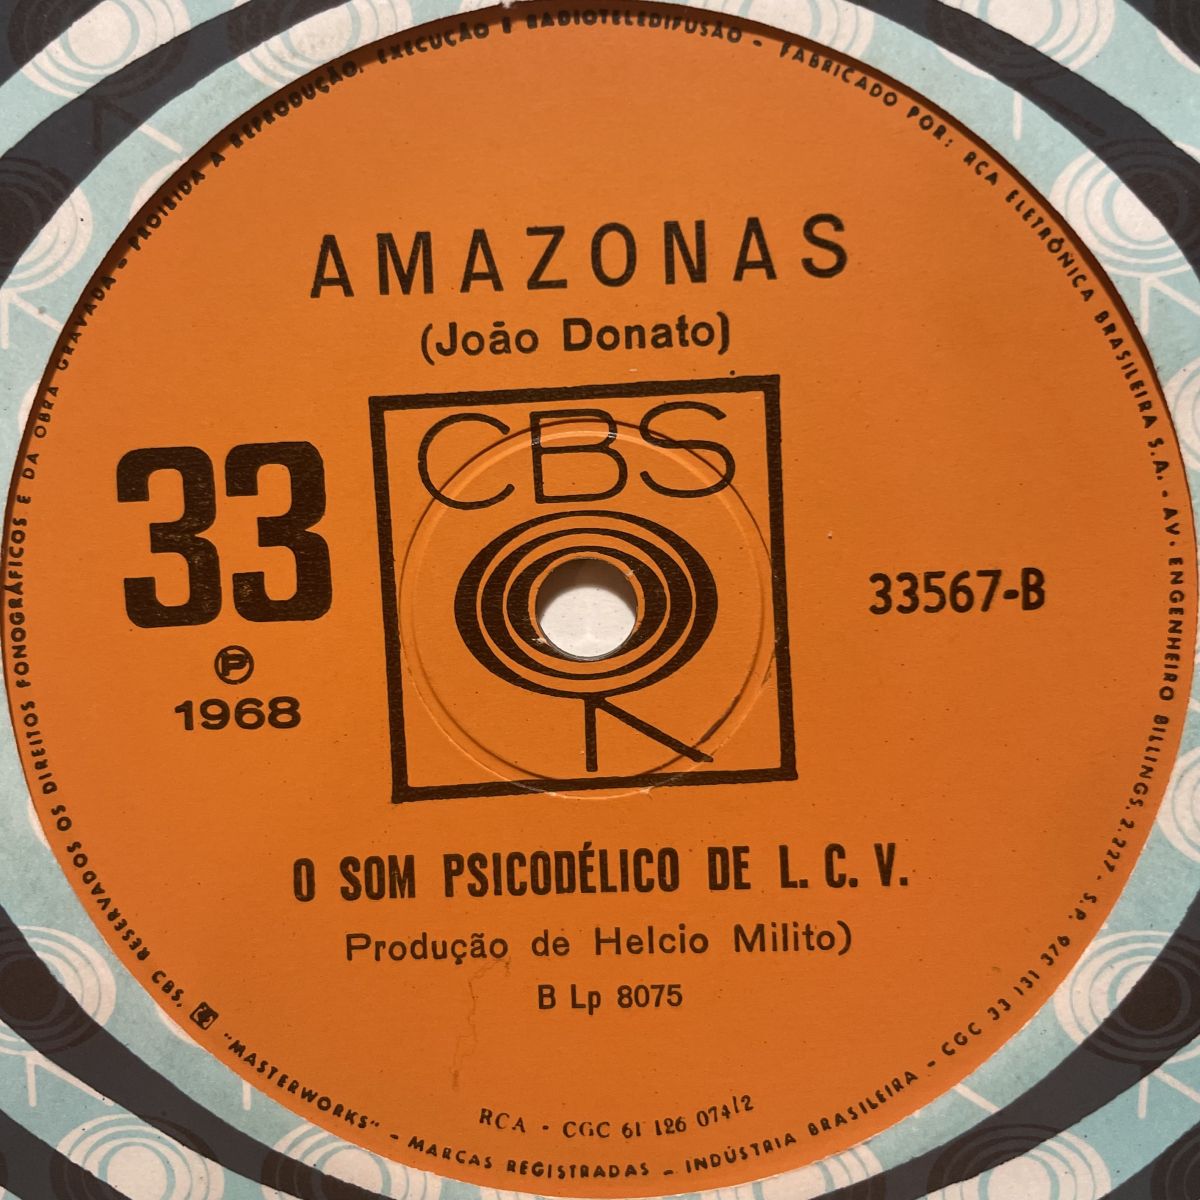 AMAZONAS
(João Donato)
CBS
33
33567-B
Ⓟ
1968
O SOM PSICODÉLICO DE L. C. V.
Produção de Helcio Milito)
B Lp 8075
RCA · CGC 61 126 074/2
RESERVADOS OS DIREITOS FONOGRÁFICOS E DA OBRA GRAVADA - PROIBIDA A REPRODUÇÃO, EXECUÇÃO E RADIOTELEDIFUSÃO - FABRICADO POR: RCA ELETRÔNICA BRASILEIRA S.A. - AV. ENGENHEIRO BILLINGS, 2.227 - S.P. CGC 33 131 376 - INDÚSTRIA BRASILEIRA
CBS, "MASTERWORKS" - MARCAS REGISTRADAS